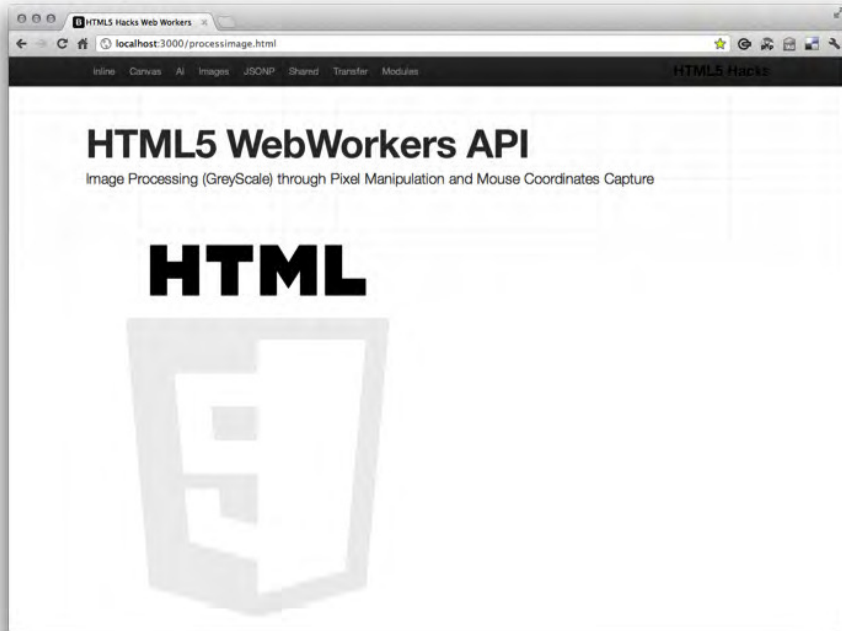 HTML5 Hacks Web Workers
localhost:3000/processimage.html
Inline Canvas AI Images JSONP Shared Transfer Modules
HTML5 Hacks
HTML5 WebWorkers API
Image Processing (GreyScale) through Pixel Manipulation and Mouse Coordinates Capture
HTML
5